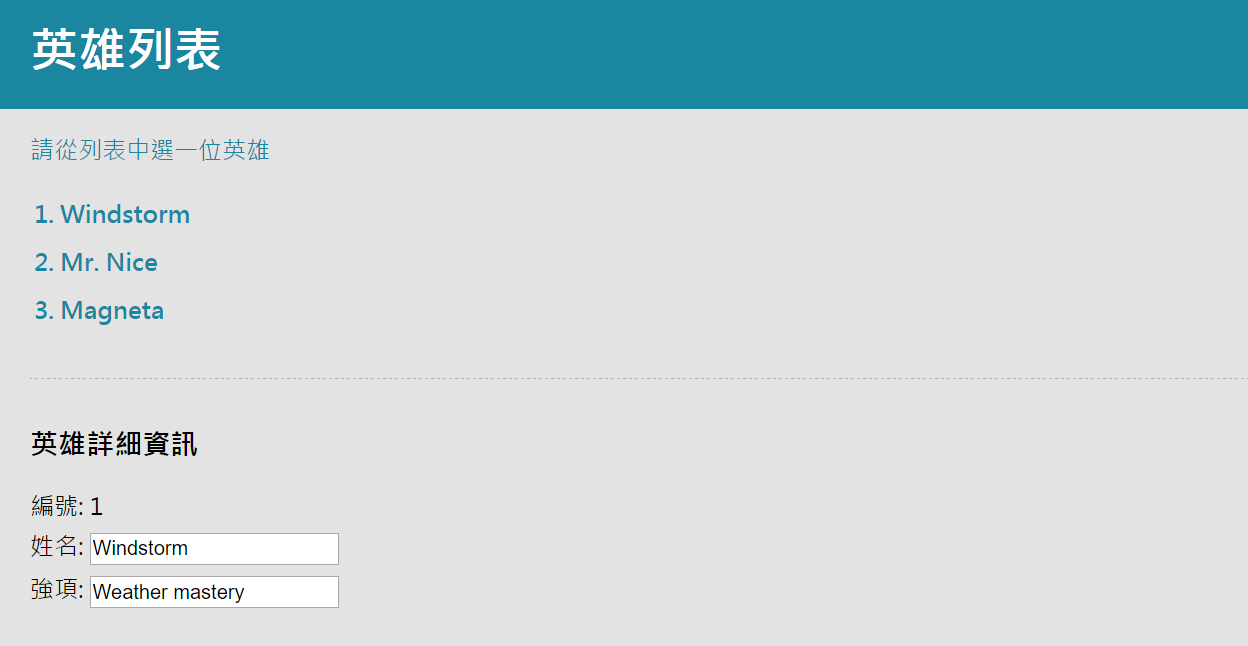 英雄列表
請從列表中選一位英雄
1. Windstorm
2. Mr. Nice
3. Magneta
英雄詳細資訊
編號: 1
姓名: Windstorm
強項: Weather mastery